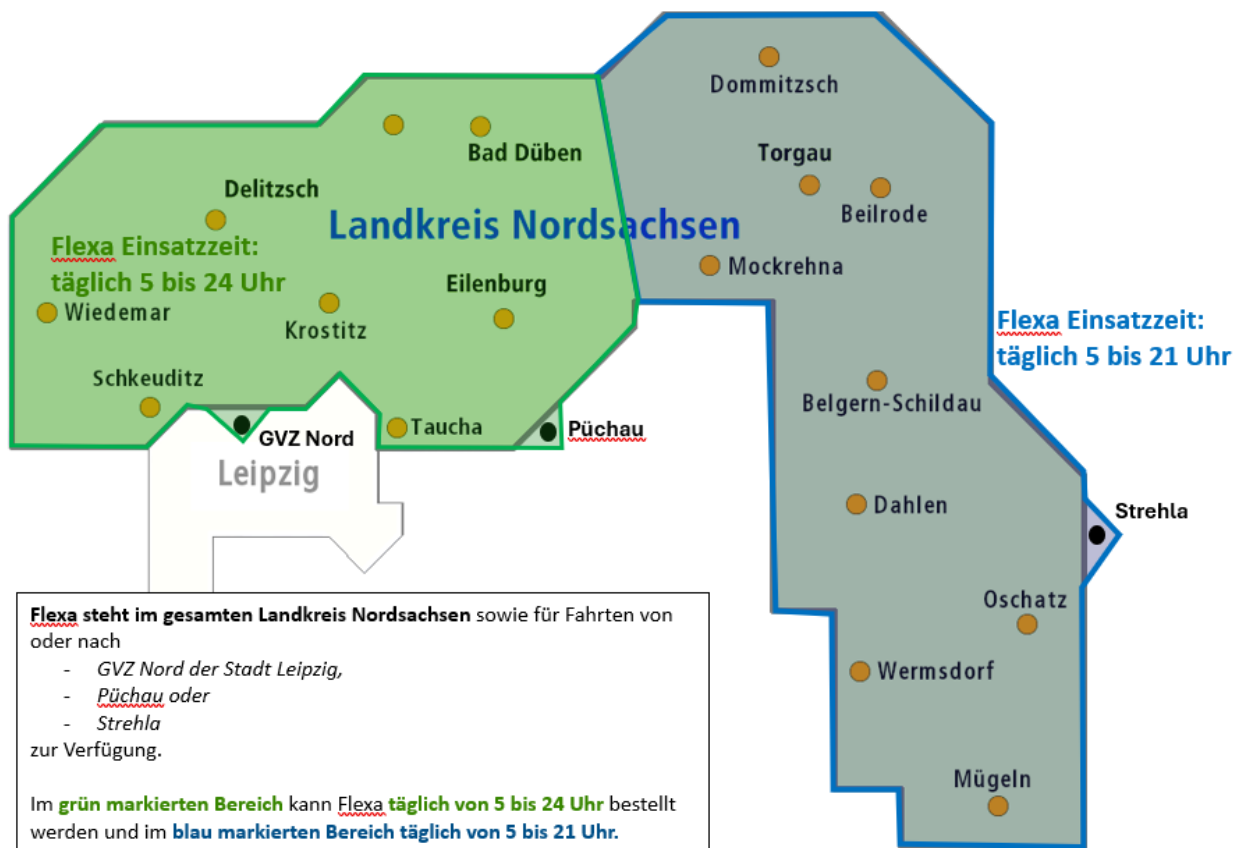 Dommitzsch
Bad Düben
Torgau
Delitzsch
Beilrode
Landkreis Nordsachsen
Flexa Einsatzzeit:
täglich 5 bis 24 Uhr
Mockrehna
Eilenburg
Wiedemar
Krostitz
Flexa Einsatzzeit:
täglich 5 bis 21 Uhr
Schkeuditz
Belgern-Schildau
Taucha
Püchau
GVZ Nord
Leipzig
Dahlen
Strehla
Oschatz
Wermsdorf
Mügeln
Flexa steht im gesamten Landkreis Nordsachsen sowie für Fahrten von
oder nach
- GVZ Nord der Stadt Leipzig,
- Püchau oder
- Strehla
zur Verfügung.
Im grün markierten Bereich kann Flexa täglich von 5 bis 24 Uhr bestellt
werden und im blau markierten Bereich täglich von 5 bis 21 Uhr.